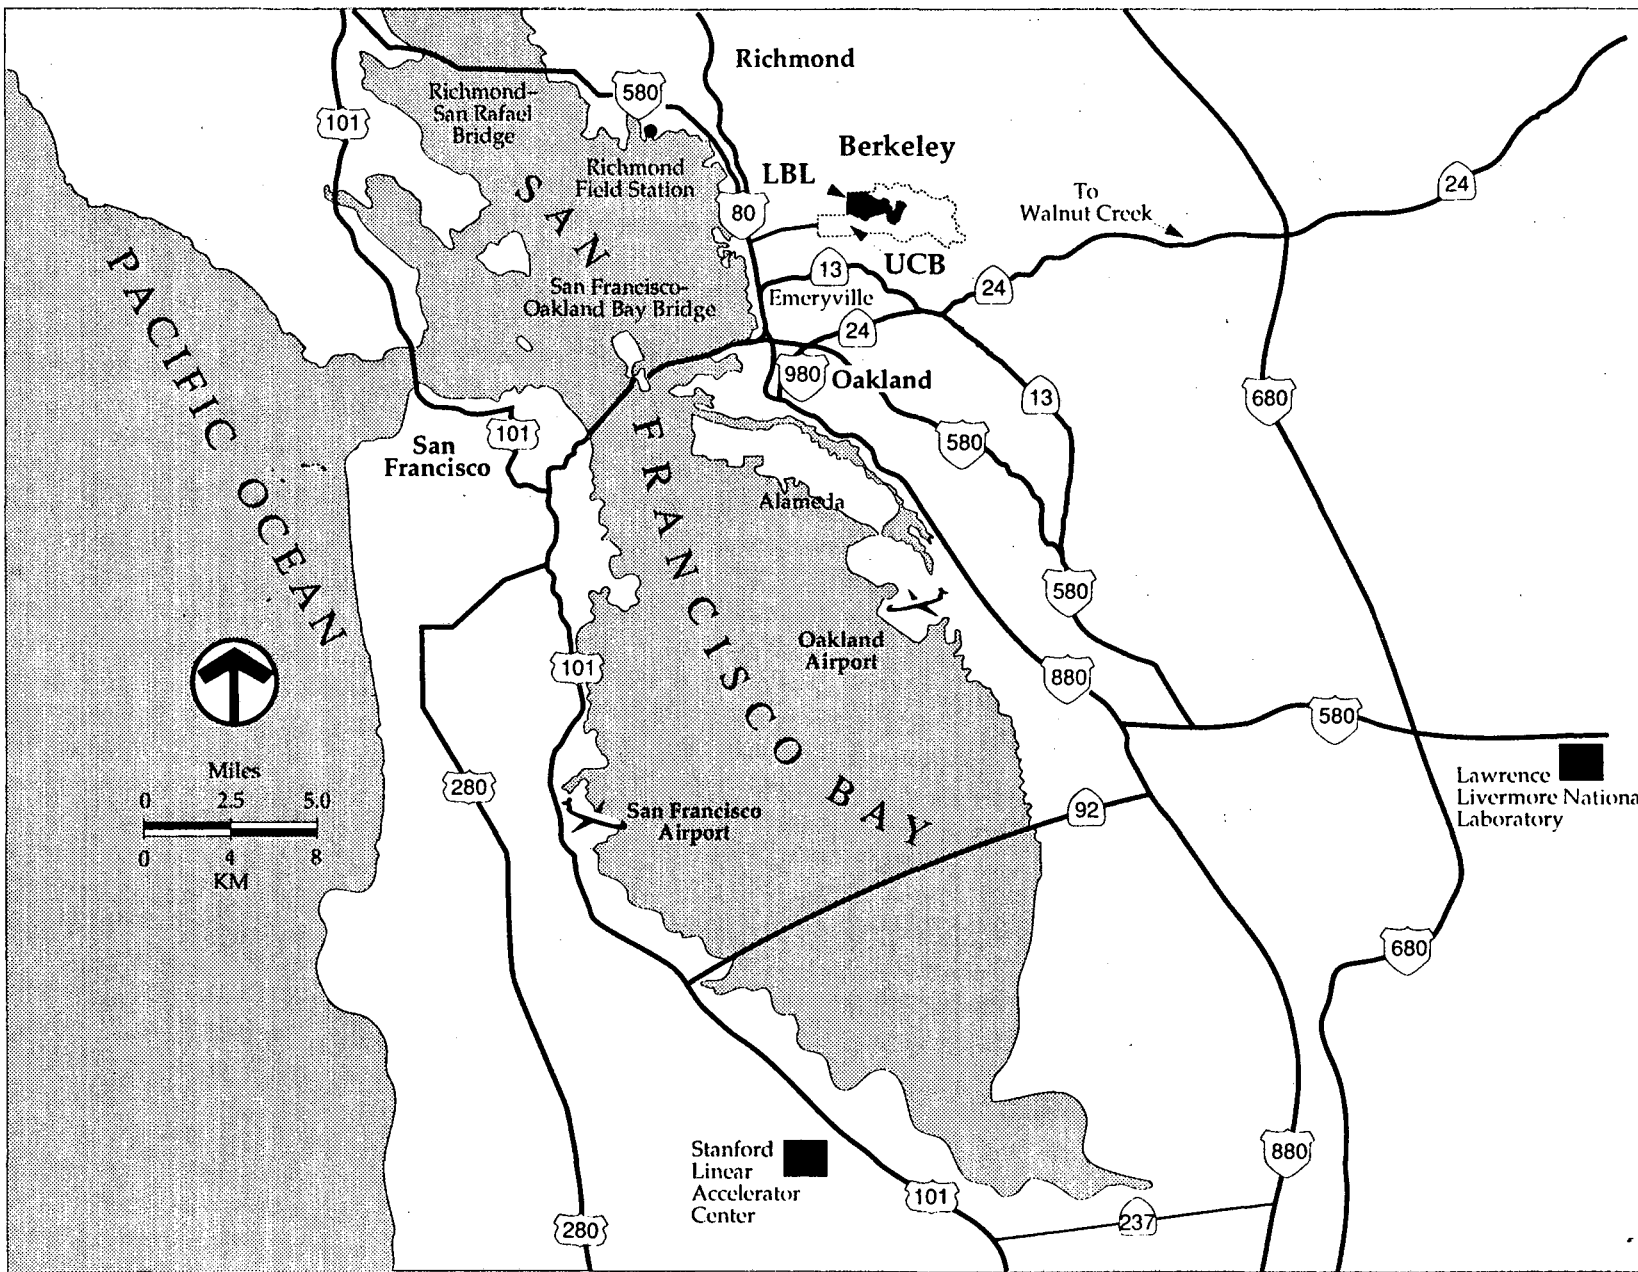 Richmond
580
Richmond-
San Rafael
Bridge
101
Berkeley
Richmond
Field Station
LBL
80
To
Walnut Creek
24
UCB
13
24
San Francisco-
Oakland Bay Bridge
Emeryville
24
980
Oakland
13
680
101
San
Francisco
580
Alameda
PACIFIC OCEAN
SAN FRANCISCO BAY
580
Oakland
Airport
101
880
580
Miles
0 2.5 5.0
0 4 8
KM
280
San Francisco
Airport
92
Lawrence
Livermore Nationa
Laboratory
680
Stanford
Linear
Accelerator
Center
880
101
237
280